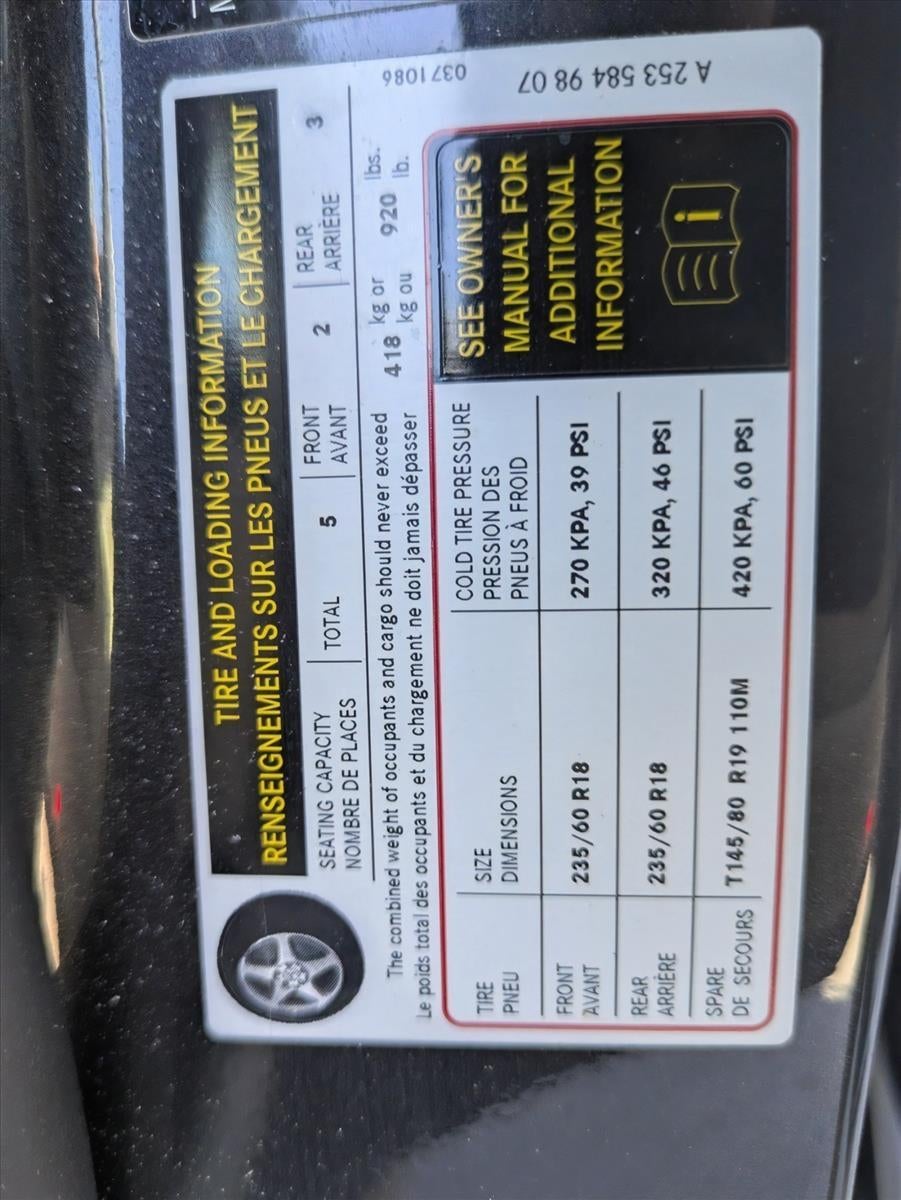 TIRE AND LOADING INFORMATION
RENSEIGNEMENTS SUR LES PNEUS ET LE CHARGEMENT
SEATING CAPACITY
NOMBRE DE PLACES
TOTAL 5
FRONT
AVANT
2
REAR
ARRIÈRE
3
The combined weight of occupants and cargo should never exceed 418 kg or 920 lbs.
Le poids total des occupants et du chargement ne doit jamais dépasser kg ou lb.
TIRE
PNEU
SIZE
DIMENSIONS
COLD TIRE PRESSURE
PRESSION DES
PNEUS À FROID
FRONT
AVANT
235/60 R18
270 KPA, 39 PSI
REAR
ARRIÈRE
235/60 R18
320 KPA, 46 PSI
SPARE
DE SECOURS
T145/80 R19 110M
420 KPA, 60 PSI
SEE OWNER'S
MANUAL FOR
ADDITIONAL
INFORMATION
i
0371086
A 253 584 98 07